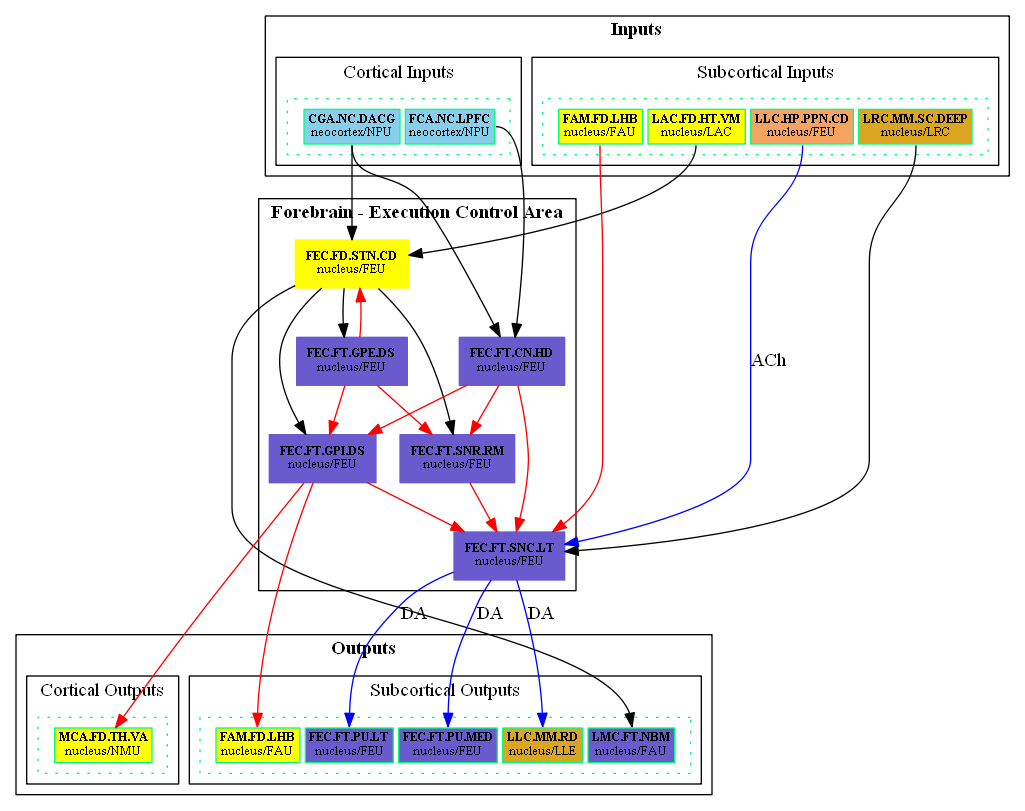 Inputs
Cortical Inputs
Subcortical Inputs
CGA.NC.DACG
neocortex/NPU
FCA.NC.LPFC
neocortex/NPU
FAM.FD.LHB
nucleus/FAU
LAC.FD.HT.VM
nucleus/LAC
LLC.HP.PPN.CD
nucleus/FEU
LRC.MM.SC.DEEP
nucleus/LRC
Forebrain - Execution Control Area
FEC.FD.STN.CD
nucleus/FEU
ACh
FEC.FT.GPE.DS
nucleus/FEU
FEC.FT.CN.HD
nucleus/FEU
FEC.FT.GPI.DS
nucleus/FEU
FEC.FT.SNR.RM
nucleus/FEU
FEC.FT.SNC.LT
nucleus/FEU
DA
DA
DA
Outputs
Cortical Outputs
Subcortical Outputs
MCA.FD.TH.VA
nucleus/NMU
FAM.FD.LHB
nucleus/FAU
FEC.FT.PU.LT
nucleus/FEU
FEC.FT.PU.MED
nucleus/FEU
LLC.MM.RD
nucleus/LLE
LMC.FT.NBM
nucleus/FAU